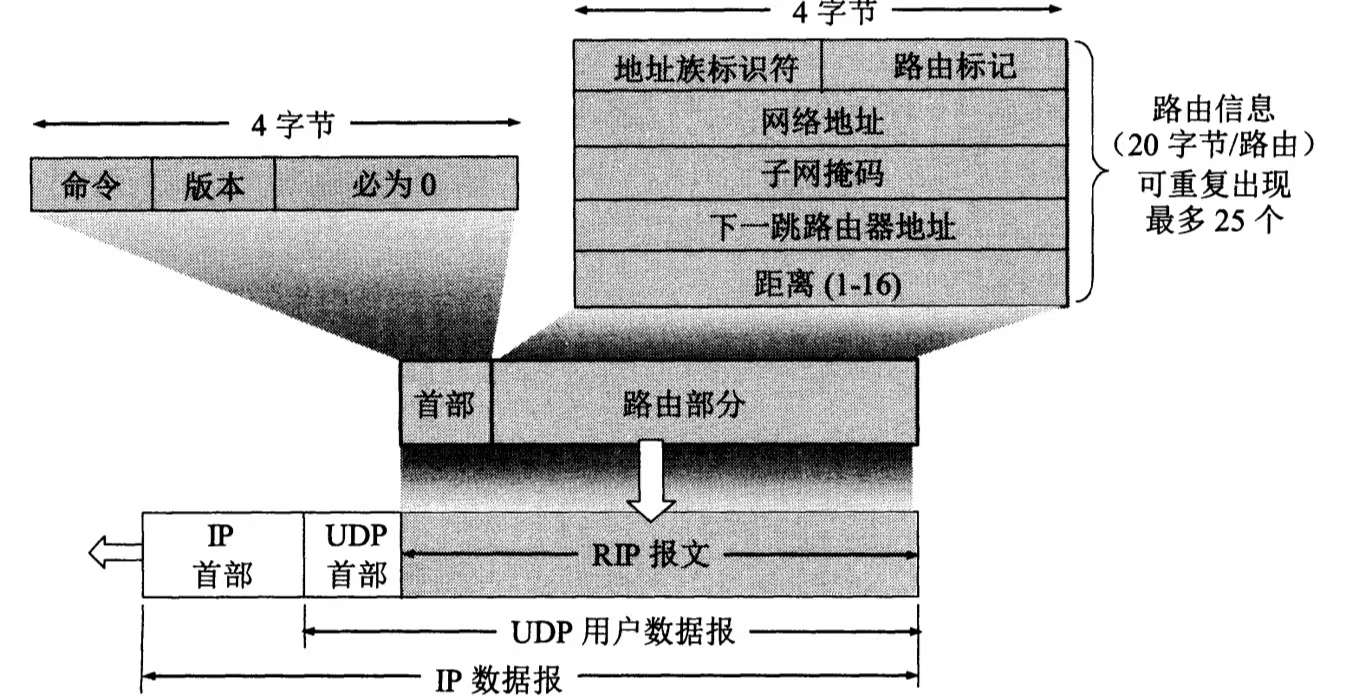 4 字节
地址族标识符 路由标记
网络地址
子网掩码
下一跳路由器地址
距离 (1-16)
路由信息
(20 字节/路由)
可重复出现
最多 25 个
4 字节
命令 版本 必为 0
首部 路由部分
IP
首部
UDP
首部
RIP 报文
UDP 用户数据报
IP 数据报